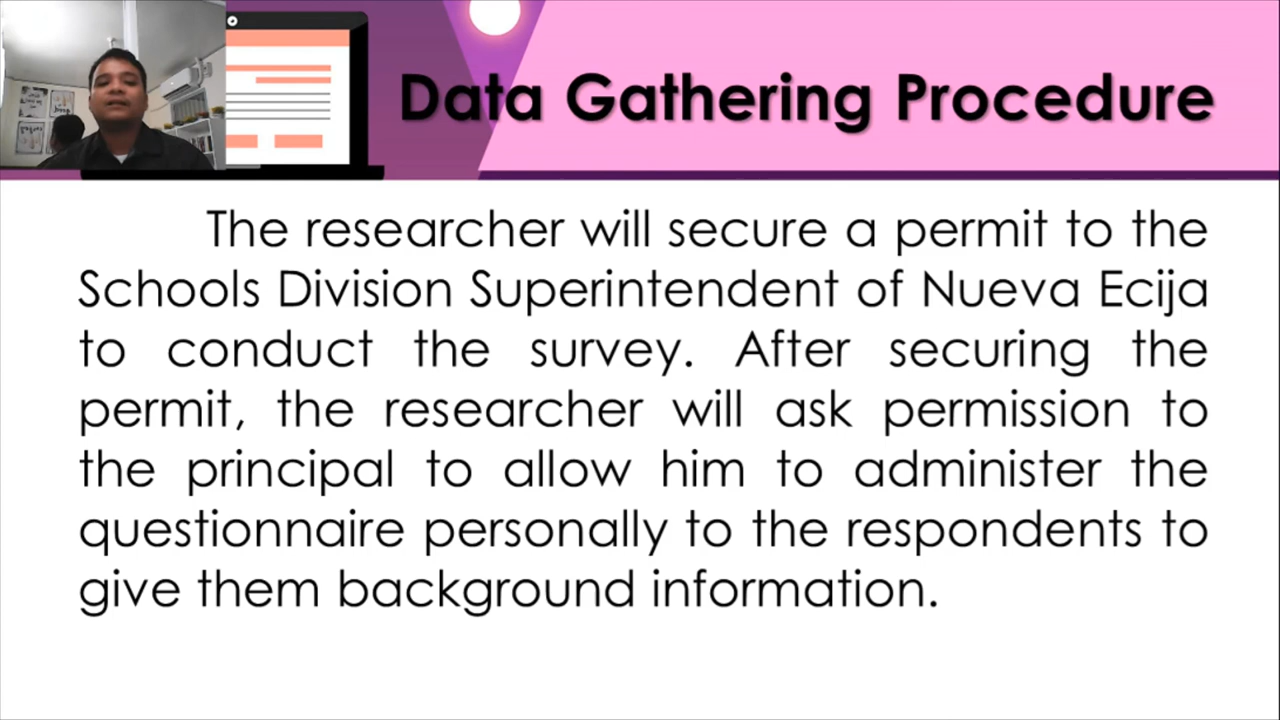 Data Gathering Procedure
The researcher will secure a permit to the
Schools Division Superintendent of Nueva Ecija
to conduct the survey. After securing the
permit, the researcher will ask permission to
the principal to allow him to administer the
questionnaire personally to the respondents to
give them background information.